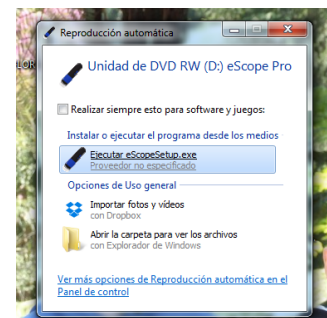 Reproducción automática
Unidad de DVD RW (D:) eScope Pro
Realizar siempre esto para software y juegos:
Instalar o ejecutar el programa desde los medios
Ejecutar eScopeSetup.exe
Proveedor no especificado
Opciones de Uso general
Importar fotos y vídeos
con Dropbox
Abrir la carpeta para ver los archivos
con Explorador de Windows
Ver más opciones de Reproducción automática en el
Panel de control